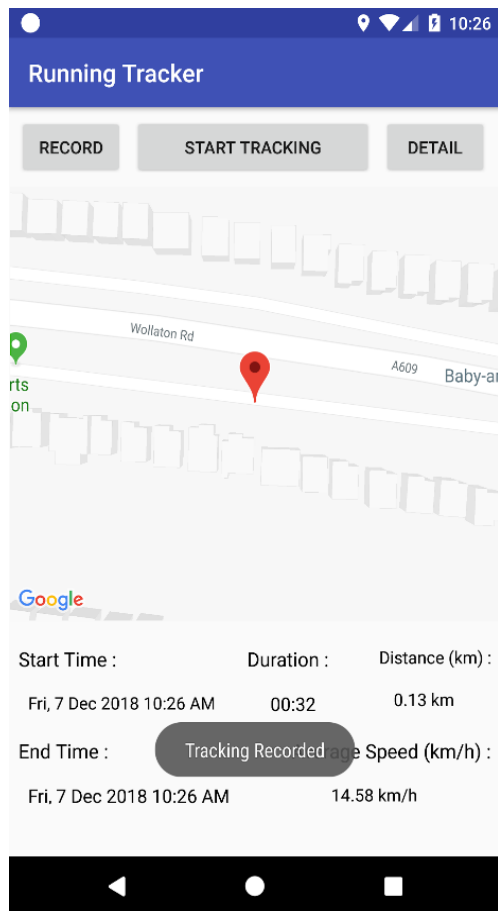 10:26
Running Tracker
RECORD START TRACKING DETAIL
Wollaton Rd
A609 Baby-au
rts
on
Google
Start Time : Duration : Distance (km) :
Fri, 7 Dec 2018 10:26 AM 00:32 0.13 km
End Time : Tracking Recorded rage Speed (km/h) :
Fri, 7 Dec 2018 10:26 AM 14.58 km/h